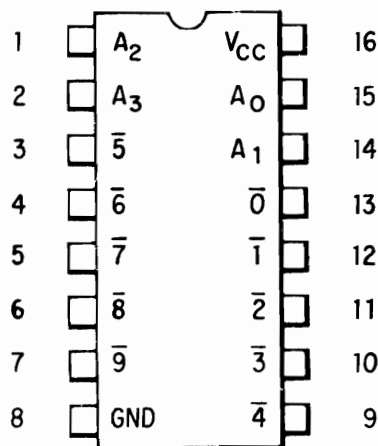 1 A₂ V_CC 16
2 A₃ A₀ 15
3 5̅ A₁ 14
4 6̅ 0̅ 13
5 7̅ 1̅ 12
6 8̅ 2̅ 11
7 9̅ 3̅ 10
8 GND 4̅ 9